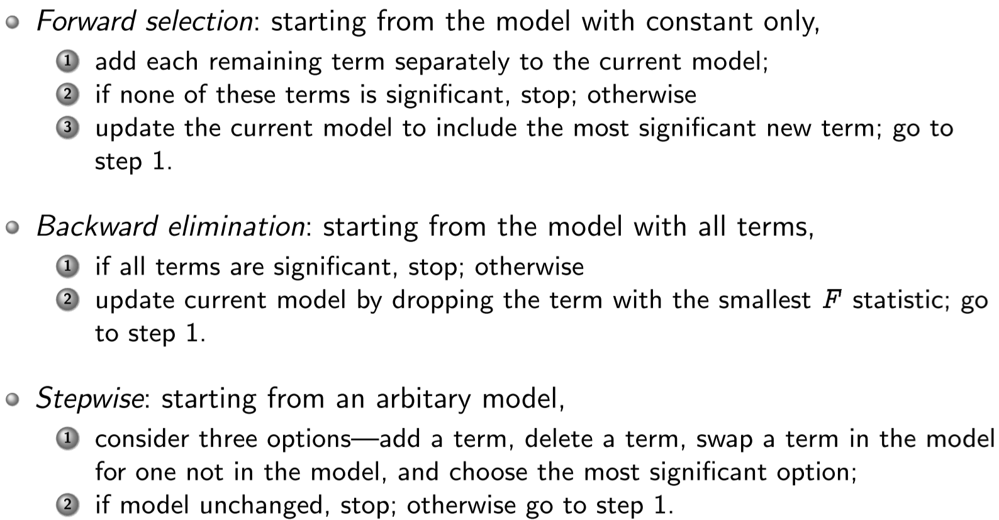 Forward selection: starting from the model with constant only,
1 add each remaining term separately to the current model;
2 if none of these terms is significant, stop; otherwise
3 update the current model to include the most significant new term; go to
step 1.
Backward elimination: starting from the model with all terms,
1 if all terms are significant, stop; otherwise
2 update current model by dropping the term with the smallest F statistic; go
to step 1.
Stepwise: starting from an arbitary model,
1 consider three options—add a term, delete a term, swap a term in the model
for one not in the model, and choose the most significant option;
2 if model unchanged, stop; otherwise go to step 1.